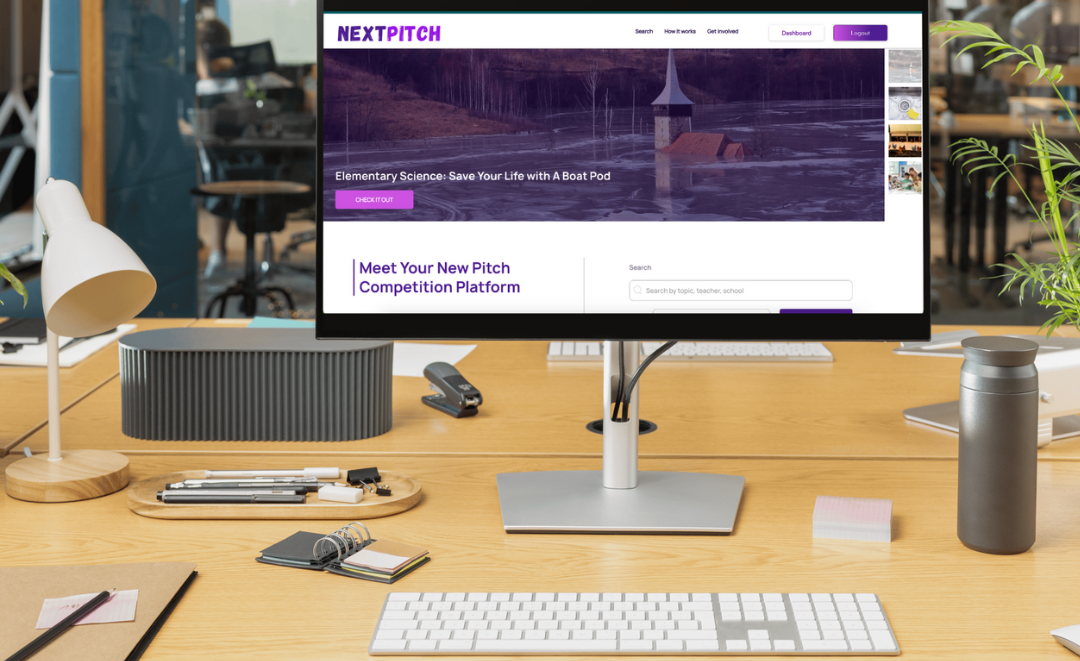 NEXTPITCH
Search How it works Get involved Dashboard Logout
Elementary Science: Save Your Life with A Boat Pod
CHECK IT OUT
Meet Your New Pitch
Competition Platform
Search
Search by topic, teacher, school